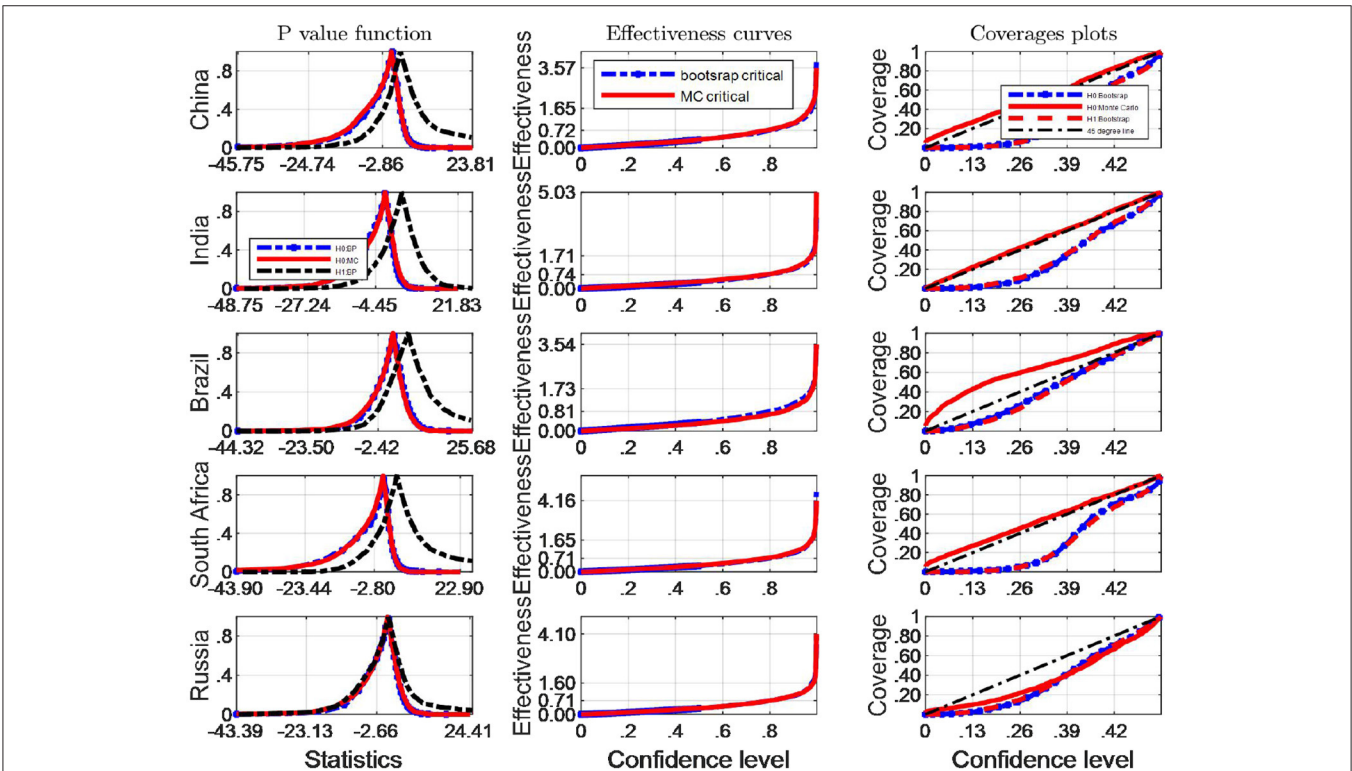 P value function
Effectiveness curves
Coverages plots
China
.8
.4
0
-45.75 -24.74 -2.86 23.81
Effectiveness
3.57
1.65
0.72
0.00
bootsrap critical
MC critical
0 .2 .4 .6 .8
Coverage
1
.80
.60
.40
.20
H0:Bootstrap
H0:Monte Carlo
H1:Bootstrap
45 degree line
0 .13 .26 .39 .42
India
.8
.4
0
H0:BP
H0:MC
H1:BP
-48.75 -27.24 -4.45 21.83
Effectiveness
5.03
1.71
0.74
0.00
0 .2 .4 .6 .8
Coverage
1
.80
.60
.40
.20
0 .13 .26 .39 .42
Brazil
.8
.4
0
-44.32 -23.50 -2.42 25.68
Effectiveness
3.54
1.73
0.81
0.00
0 .2 .4 .6 .8
Coverage
1
.80
.60
.40
.20
0 .13 .26 .39 .42
South Africa
.8
.4
0
-43.90 -23.44 -2.80 22.90
Effectiveness
4.16
1.65
0.71
0.00
0 .2 .4 .6 .8
Coverage
1
.80
.60
.40
.20
0 .13 .26 .39 .42
Russia
.8
.4
0
-43.39 -23.13 -2.66 24.41
Statistics
Effectiveness
4.10
1.60
0.71
0.00
0 .2 .4 .6 .8
Confidence level
Coverage
1
.80
.60
.40
.20
0 .13 .26 .39 .42
Confidence level